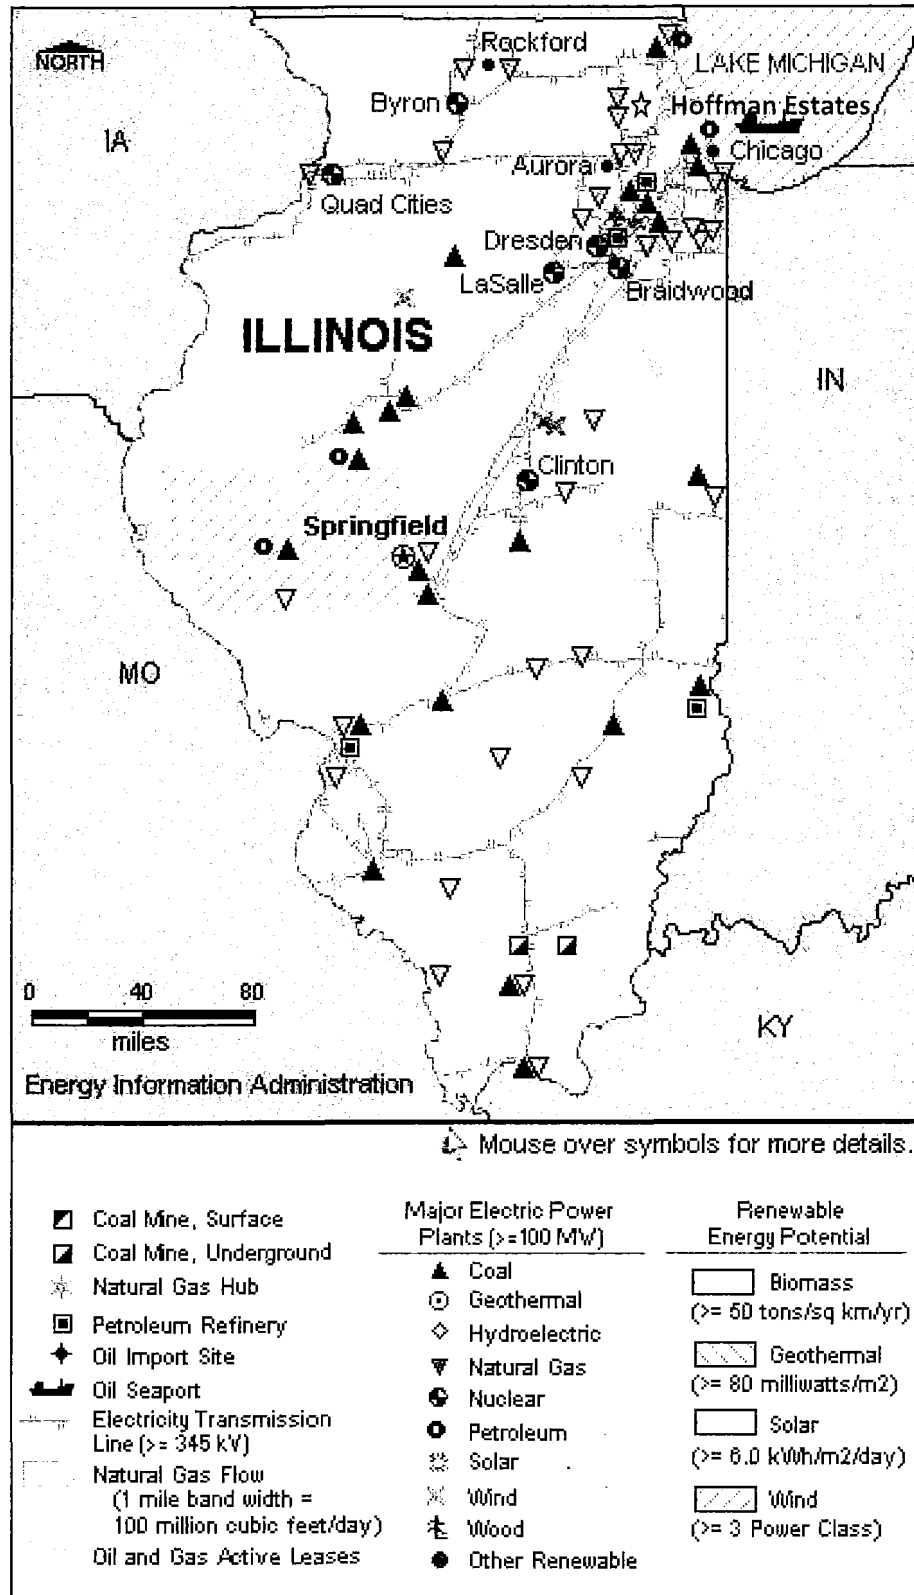 NORTH
Rockford
LAKE MICHIGAN
Byron
Hoffman Estates
IA
Chicago
Aurora
Quad Cities
Dresden
LaSalle
Braidwood
ILLINOIS
IN
Clinton
Springfield
MO
0 40 80
miles
KY
Energy Information Administration
Mouse over symbols for more details.
Coal Mine, Surface
Coal Mine, Underground
Natural Gas Hub
Petroleum Refinery
Oil Import Site
Oil Seaport
Electricity Transmission
Line (>= 345 kV)
Natural Gas Flow
(1 mile band width =
100 million cubic feet/day)
Oil and Gas Active Leases
Major Electric Power
Plants (>=100 MW)
Coal
Geothermal
Hydroelectric
Natural Gas
Nuclear
Petroleum
Solar
Wind
Wood
Other Renewable
Renewable
Energy Potential
Biomass
(>= 50 tons/sq km/yr)
Geothermal
(>= 80 milliwatts/m2)
Solar
(>= 6.0 kWh/m2/day)
Wind
(>= 3 Power Class)